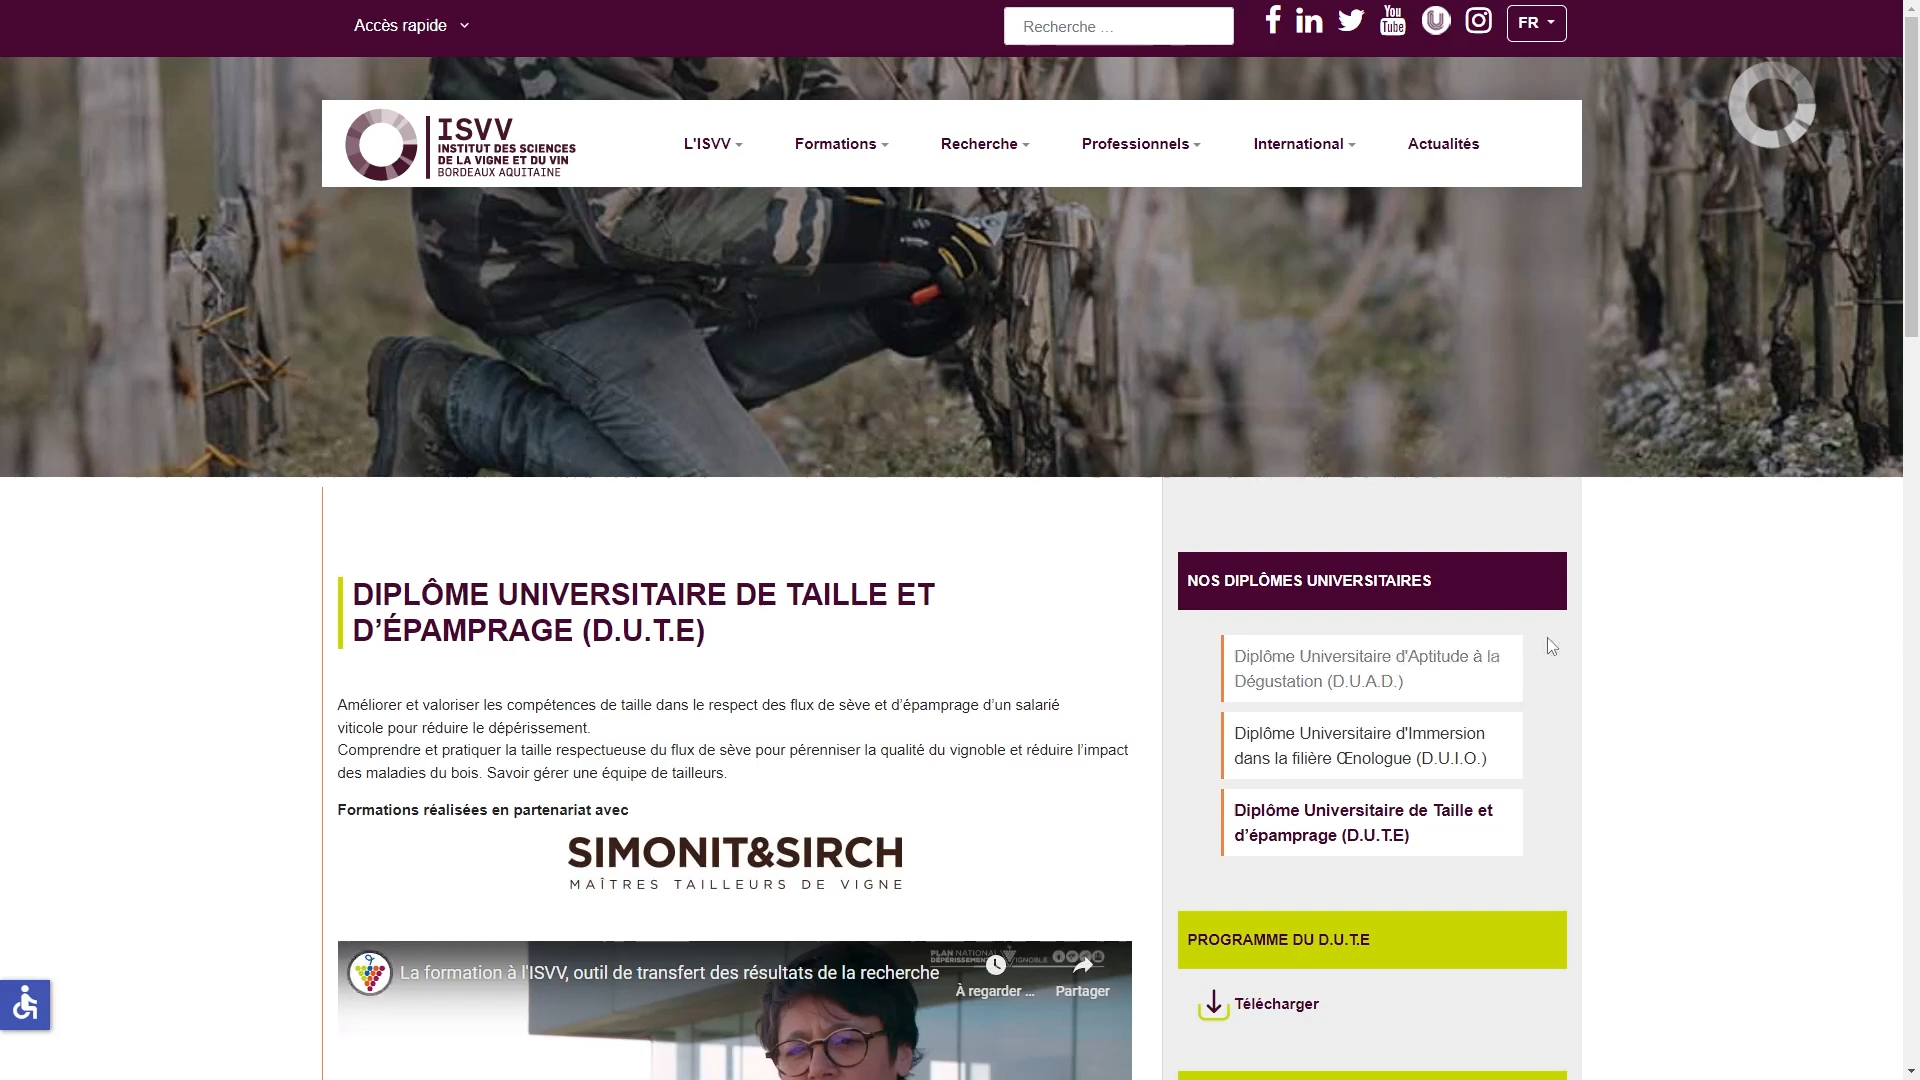 Accès rapide
Recherche ...
You
Tube
FR
ISVV
INSTITUT DES SCIENCES
DE LA VIGNE ET DU VIN
BORDEAUX AQUITAINE
L'ISVV
Formations
Recherche
Professionnels
International
Actualités
DIPLÔME UNIVERSITAIRE DE TAILLE ET
D’ÉPAMPRAGE (D.U.T.E)
Améliorer et valoriser les compétences de taille dans le respect des flux de sève et d’épamprage d’un salarié
viticole pour réduire le dépérissement.
Comprendre et pratiquer la taille respectueuse du flux de sève pour pérenniser la qualité du vignoble et réduire l’impact
des maladies du bois. Savoir gérer une équipe de tailleurs.
Formations réalisées en partenariat avec
SIMONIT&SIRCH
MAÎTRES TAILLEURS DE VIGNE
La formation à l'ISVV, outil de transfert des résultats de la recherche
PLAN NATIONAL
DÉPÉRISSEMENT
VIGNOBLE
À regarder ...
Partager
NOS DIPLÔMES UNIVERSITAIRES
Diplôme Universitaire d'Aptitude à la
Dégustation (D.U.A.D.)
Diplôme Universitaire d'Immersion
dans la filière Œnologue (D.U.I.O.)
Diplôme Universitaire de Taille et
d’épamprage (D.U.T.E)
PROGRAMME DU D.U.T.E
Télécharger